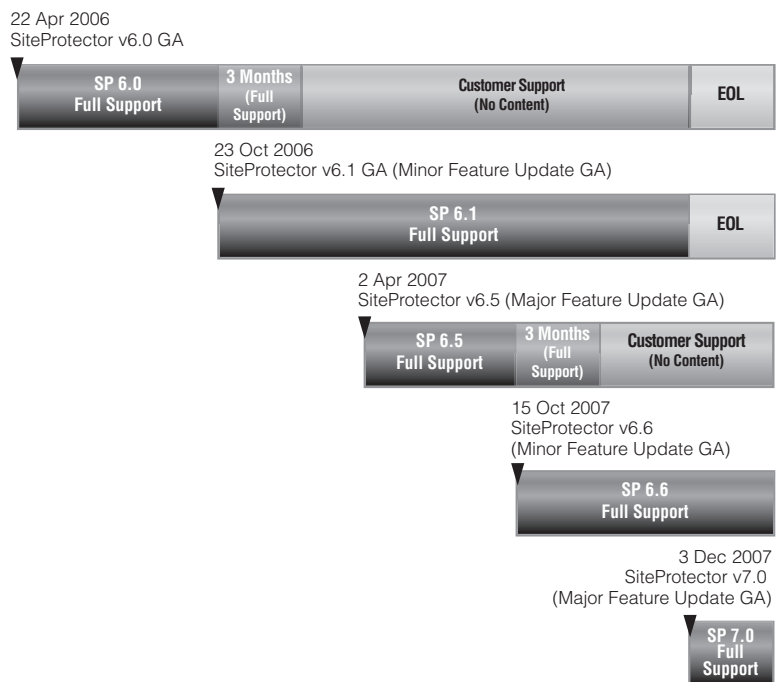 22 Apr 2006
SiteProtector v6.0 GA
SP 6.0
Full Support
3 Months
(Full
Support)
Customer Support
(No Content)
EOL
23 Oct 2006
SiteProtector v6.1 GA (Minor Feature Update GA)
SP 6.1
Full Support
EOL
2 Apr 2007
SiteProtector v6.5 (Major Feature Update GA)
SP 6.5
Full Support
3 Months
(Full
Support)
Customer Support
(No Content)
15 Oct 2007
SiteProtector v6.6
(Minor Feature Update GA)
SP 6.6
Full Support
3 Dec 2007
SiteProtector v7.0
(Major Feature Update GA)
SP 7.0
Full
Support